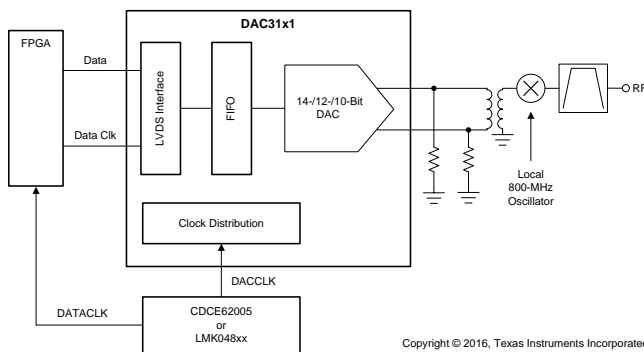 DAC31x1
FPGA
Data
Data Clk
LVDS Interface
FIFO
14-/12-/10-Bit
DAC
RF
Local
800-MHz
Oscillator
Clock Distribution
DACCLK
DATACLK
CDCE62005
or
LMK048xx
Copyright © 2016, Texas Instruments Incorporated